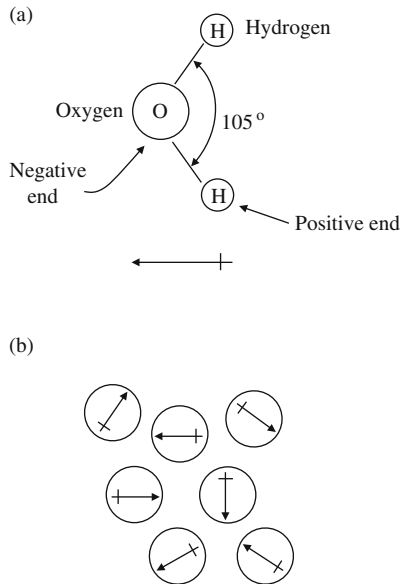 (a)
H Hydrogen
Oxygen O 105 o
Negative
end
H
Positive end
(b)